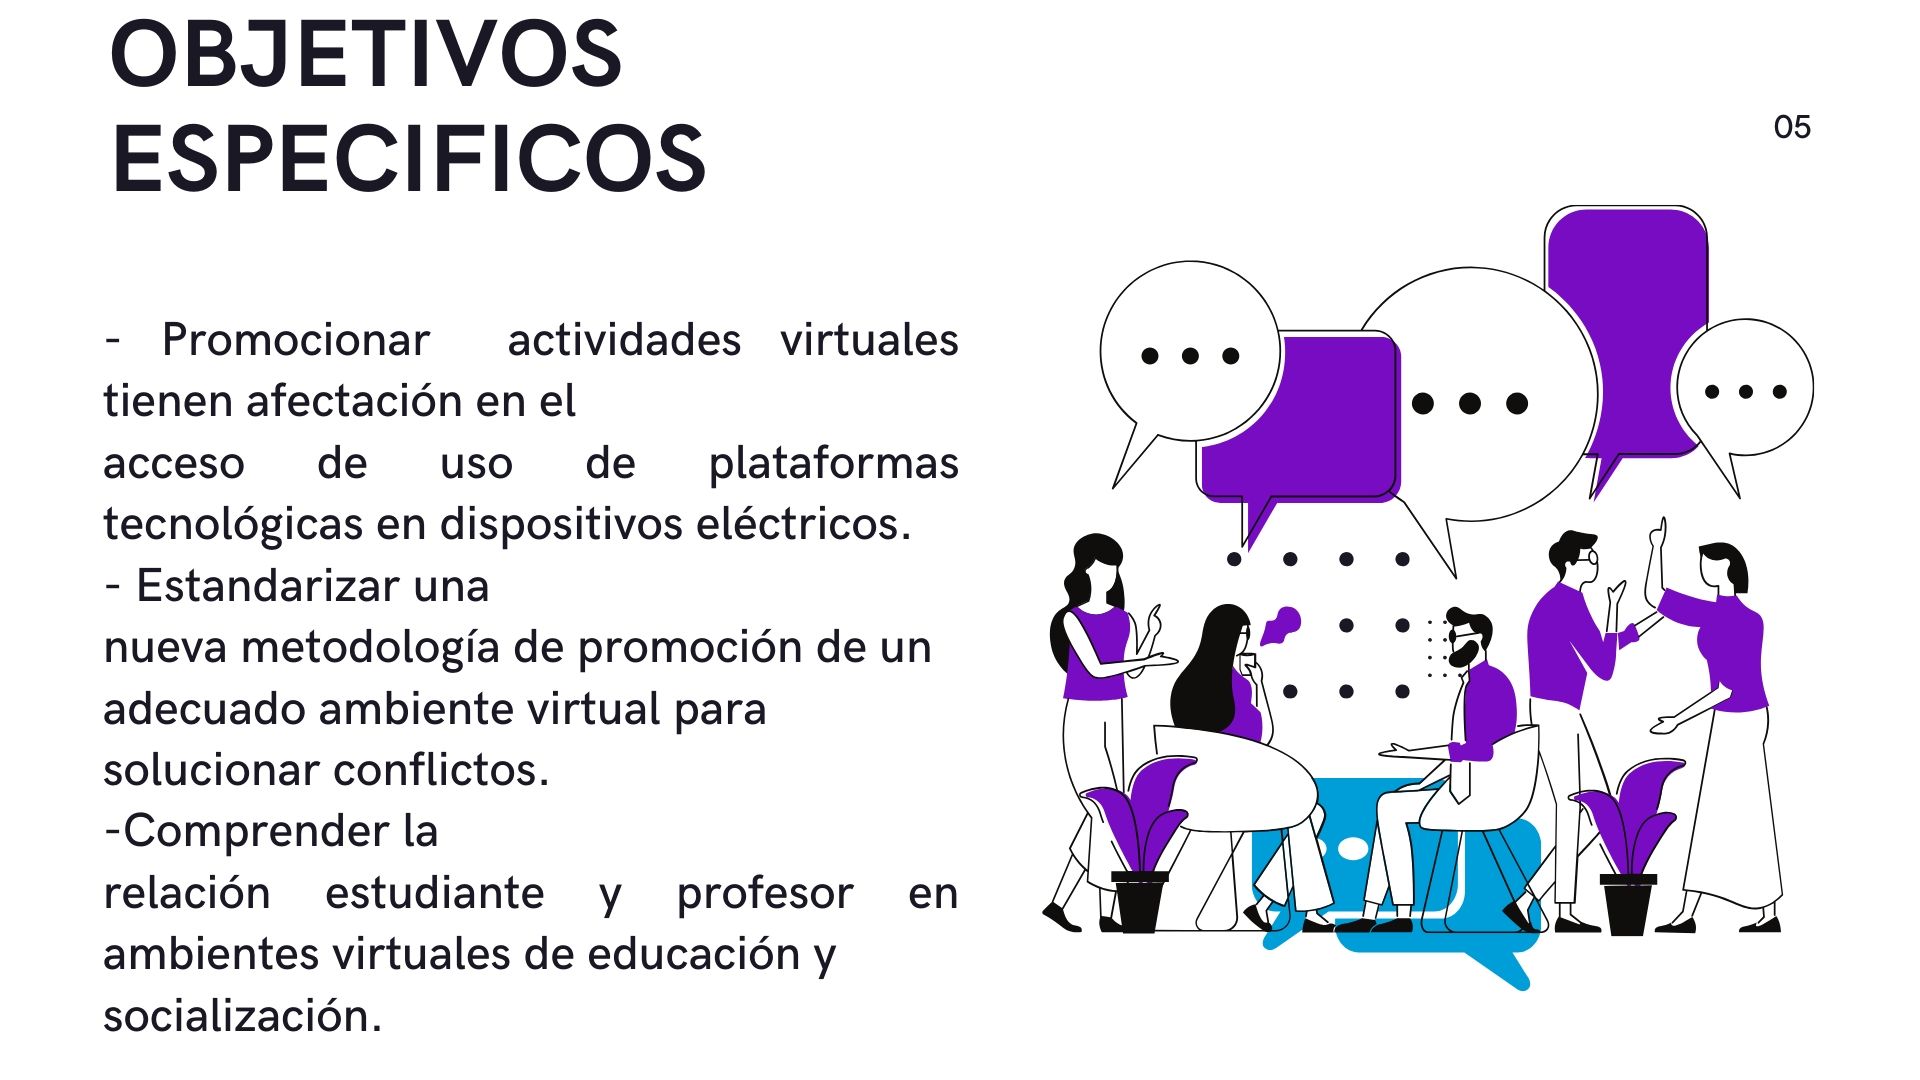 OBJETIVOS
ESPECIFICOS
05
- Promocionar actividades virtuales
tienen afectación en el
acceso de uso de plataformas
tecnológicas en dispositivos eléctricos.
- Estandarizar una
nueva metodología de promoción de un
adecuado ambiente virtual para
solucionar conflictos.
-Comprender la
relación estudiante y profesor en
ambientes virtuales de educación y
socialización.